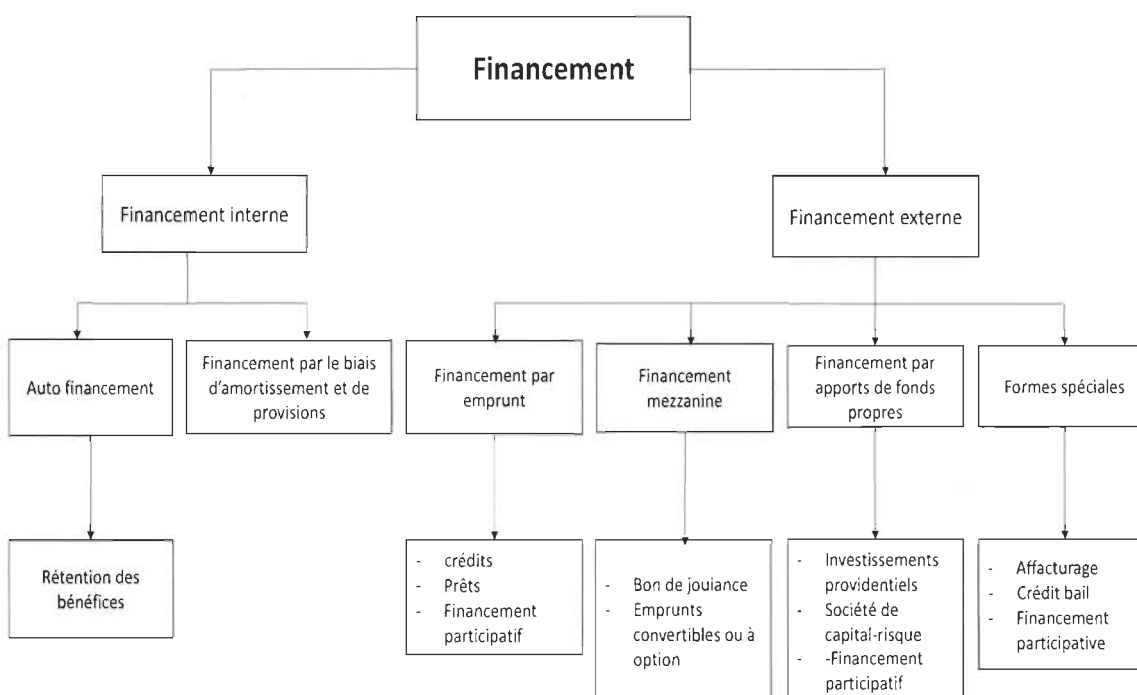 Financement
Financement interne
Financement externe
Auto financement
Financement par le biais
d'amortissement et de
provisions
Financement par
emprunt
Financement
mezzanine
Financement par
apports de fonds
propres
Formes spéciales
Rétention des
bénéfices
- crédits
- Prêts
- Financement
participatif
- Bon de jouiance
- Emprunts
convertibles ou à
option
- Investissements
providentiels
- Société de
capital-risque
- -Financement
participatif
- Affacturage
- Crédit bail
- Financement
participative